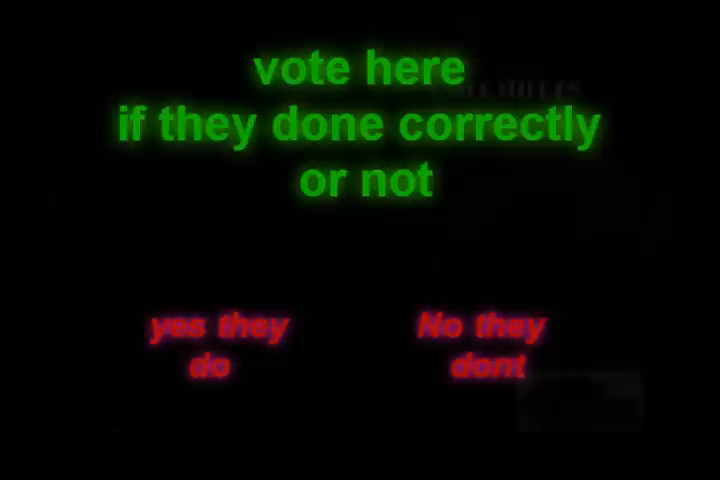 vote here
if they done correctly
or not
yes they
do
No they
dont